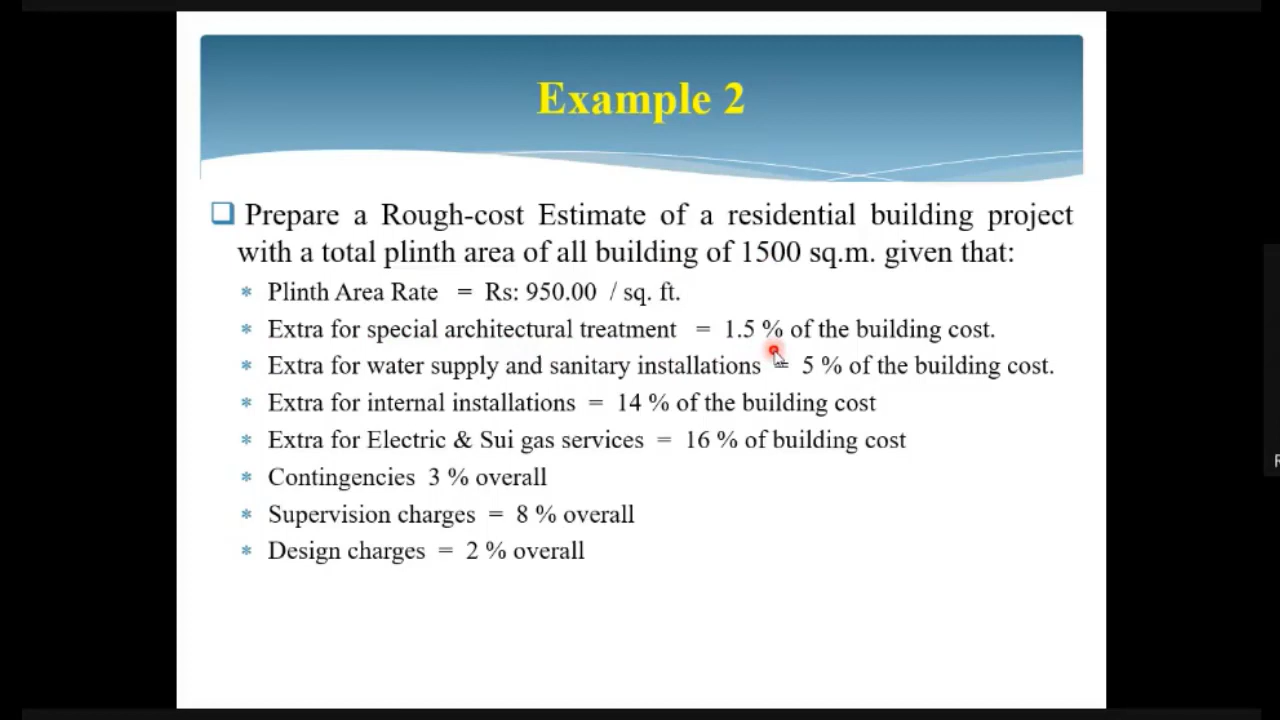 Example 2
Prepare a Rough-cost Estimate of a residential building project
with a total plinth area of all building of 1500 sq.m. given that:
Plinth Area Rate = Rs: 950.00 / sq. ft.
Extra for special architectural treatment = 1.5 % of the building cost.
Extra for water supply and sanitary installations = 5 % of the building cost.
Extra for internal installations = 14 % of the building cost
Extra for Electric & Sui gas services = 16 % of building cost
Contingencies 3 % overall
Supervision charges = 8 % overall
Design charges = 2 % overall